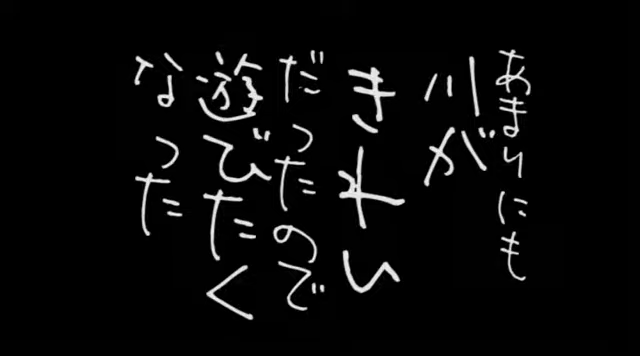 あまりにも
川が
きれい
だったので
遊びたく
なった